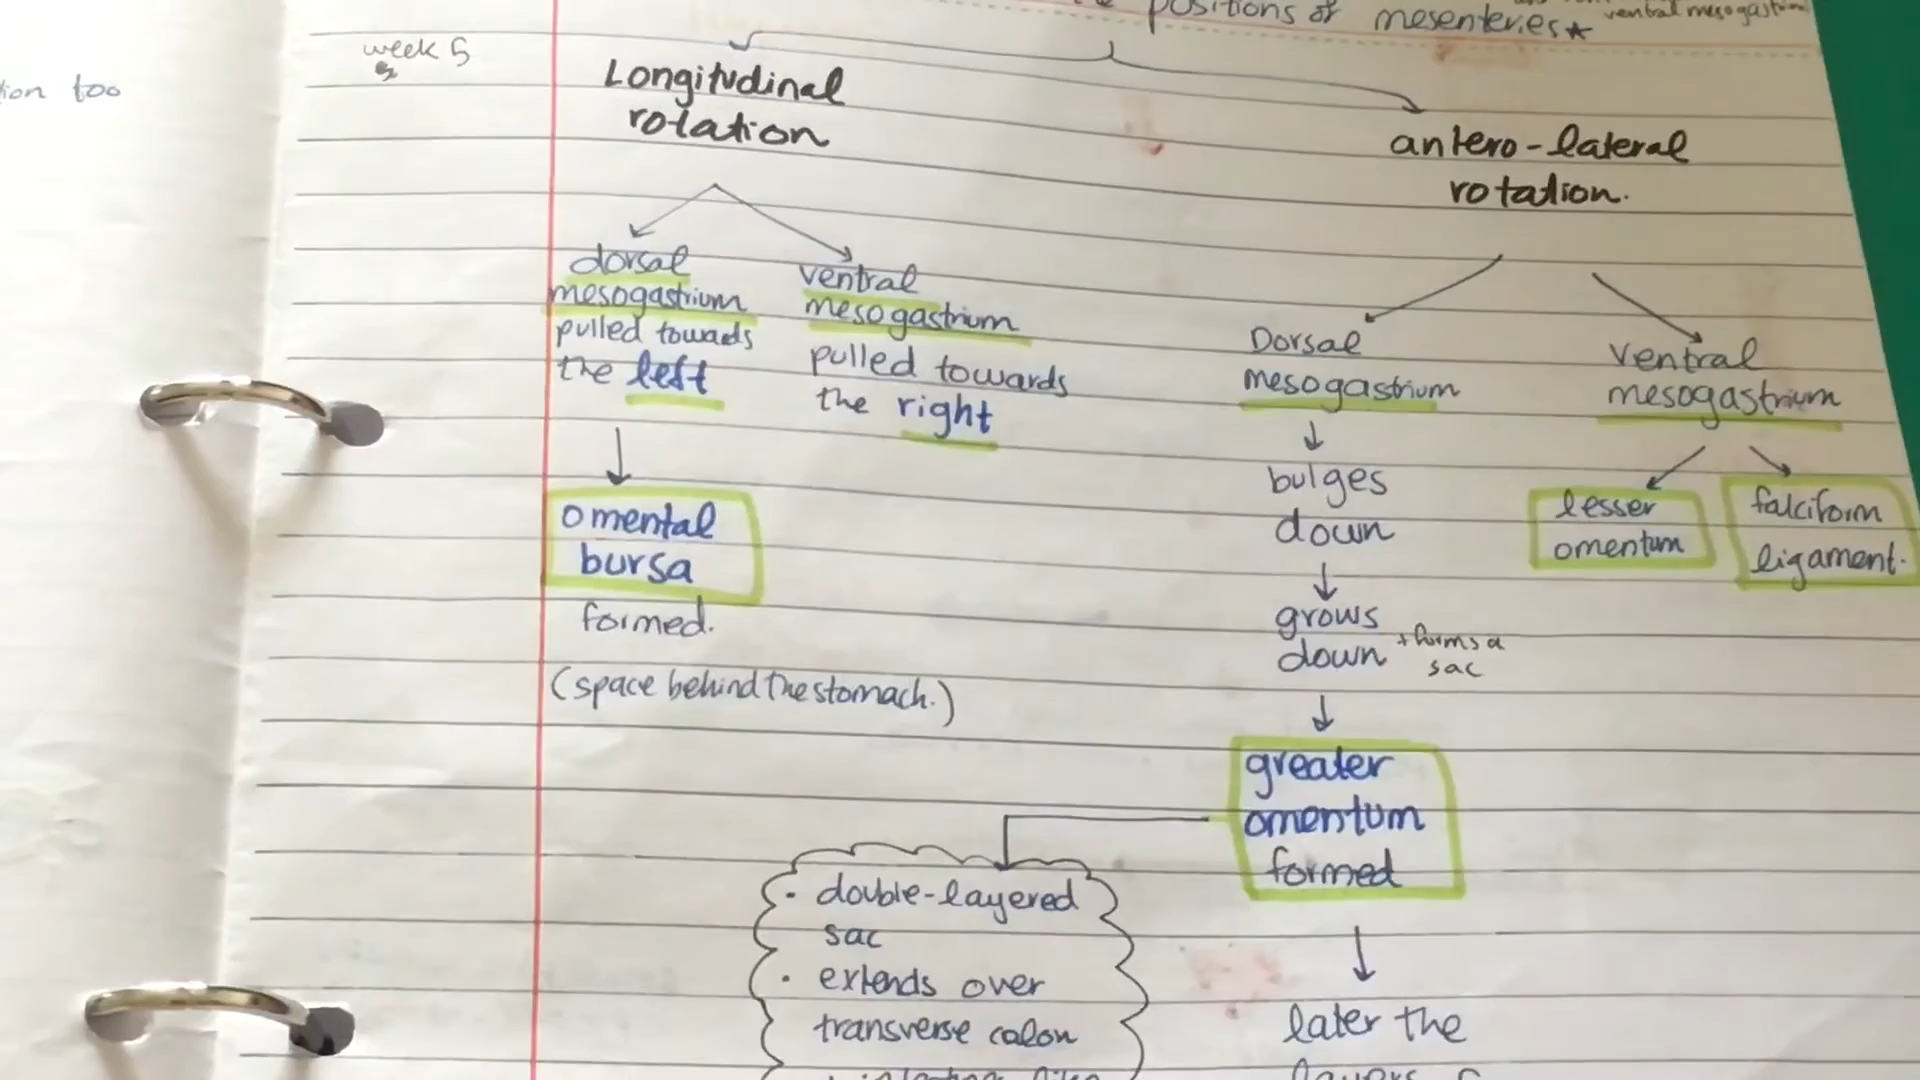 positions of mesenteries★
ventral mesogastrium
tion too
week 5
Longitudinal
rotation
antero-lateral
rotation.
dorsal
mesogastrium
pulled towards
the left
ventral
mesogastrium
pulled towards
the right
omental
bursa
formed.
(space behind the stomach.)
Dorsal
mesogastrium
bulges
down
grows
down + forms a
sac
greater
omentum
formed
later the
Ventral
mesogastrium
lesser
omentum
falciform
ligament.
• double-layered
sac
• extends over
transverse colon